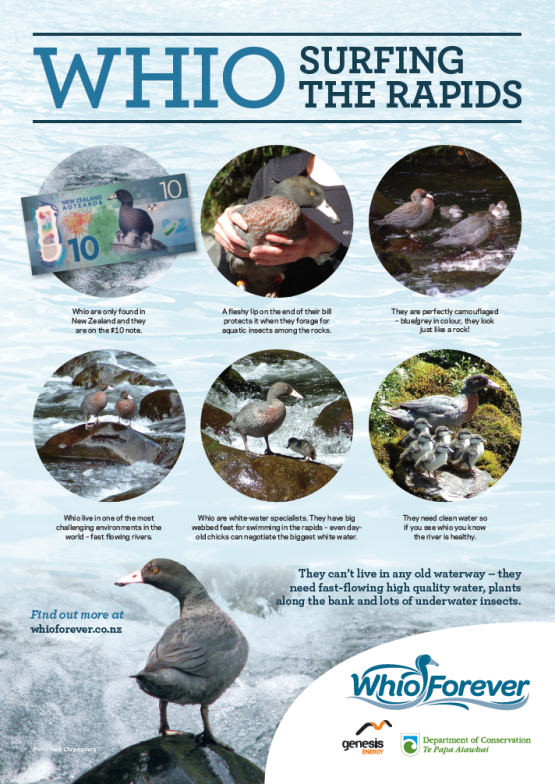 WHIO
SURFING
THE RAPIDS
NEW ZEALAND
AOTEAROA
10
10
Whio are only found in
New Zealand and they
are on the $10 note.
A fleshy lip on the end of their bill
protects it when they forage for
aquatic insects among the rocks.
They are perfectly camouflaged
– blue/grey in colour, they look
just like a rock!
Whio live in one of the most
challenging environments in the
world – fast flowing rivers.
Whio are white-water specialists. They have big
webbed feet for swimming in the rapids – even day-
old chicks can negotiate the biggest white water.
They need clean water so
if you see whio you know
the river is healthy.
They can't live in any old waterway – they
need fast-flowing high quality water, plants
along the bank and lots of underwater insects.
Find out more at
whioforever.co.nz
Whio Forever
genesis
ENERGY
Department of Conservation
Te Papa Atawhai
Photo: